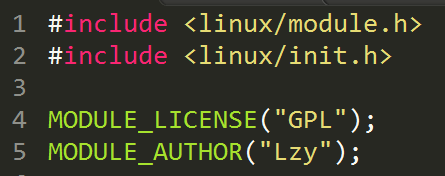 1 #include <linux/module.h>
2 #include <linux/init.h>
3
4 MODULE_LICENSE("GPL");
5 MODULE_AUTHOR("Lzy");